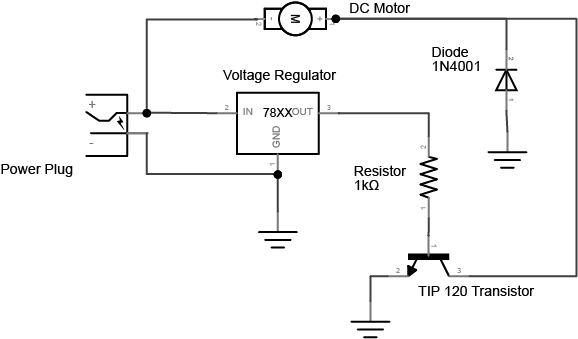 DC Motor
- M +
2
1
Diode
1N4001
2
1
Voltage Regulator
+
2
IN 78XX OUT
3
GND
1
-
Power Plug
Resistor
1kΩ
2
1
1
2
3
TIP 120 Transistor